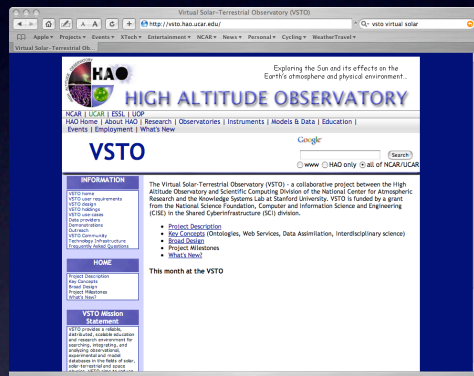 Virtual Solar-Terrestrial Observatory (VSTO)
http://vsto.hao.ucar.edu/
Q- vsto virtual solar
Apple Projects Events XTech Entertainment NCAR News Personal Cycling WeatherTravel
Virtual Solar-Terrestrial Ob...
HAO
Exploring the Sun and its effects on the
Earth's atmosphere and physical environment...
HIGH ALTITUDE OBSERVATORY
NCAR | UCAR | ESSL | UOP
HAO Home | About HAO | Research | Observatories | Instruments | Models & Data | Education |
Events | Employment | What's New
VSTO
Google
Search
www HAO only all of NCAR/UCAR
INFORMATION
VSTO home
VSTO user requirements
VSTO design
VSTO holdings
VSTO use-cases
Data providers
Demonstrations
Outreach
VSTO Community
Technology Infrastructure
Frequently Asked Questions
The Virtual Solar-Terrestrial Observatory (VSTO) - a collaborative project between the High
Altitude Observatory and Scientific Computing Division of the National Center for Atmospheric
Research and the Knowledge Systems Lab at Stanford University. VSTO is funded by a grant
from the National Science Foundation, Computer and Information Science and Engineering
(CISE) in the Shared Cyberinfrastructure (SCI) division.
Project Description
Key Concepts (Ontologies, Web Services, Data Assimilation, Interdisciplinary science)
Broad Design
Project Milestones
What's New?
This month at the VSTO
HOME
Project Description
Key Concepts
Broad Design
Project Milestones
What's New?
VSTO Mission
Statement
VSTO provides a reliable,
distributed, scalable education
and research environment for
searching, integrating, and
analyzing observational,
experimental and model
databases in the fields of solar,
solar-terrestrial and space